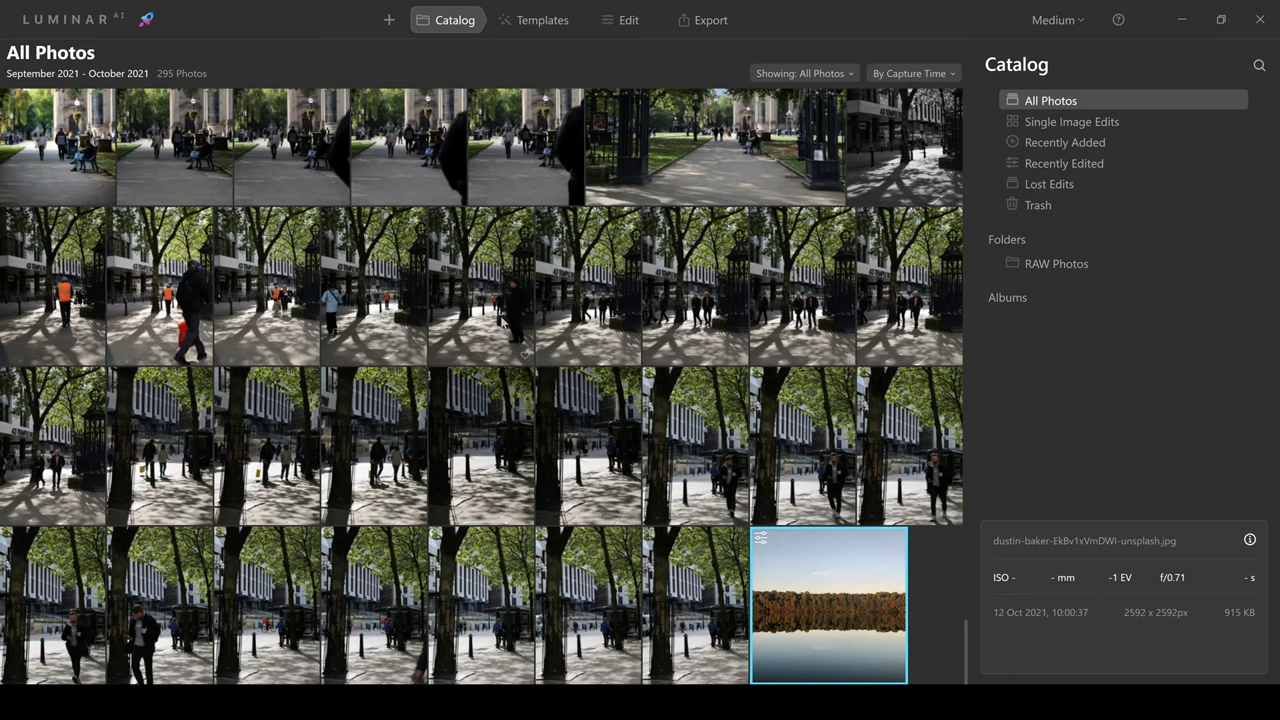 LUMINAR AI
Catalog
Templates
Edit
Export
Medium
All Photos
September 2021 - October 2021 295 Photos
Showing: All Photos
By Capture Time
Catalog
All Photos
Single Image Edits
Recently Added
Recently Edited
Lost Edits
Trash
Folders
RAW Photos
Albums
dustin-baker-EkBv1xVmDWI-unsplash.jpg
ISO - - mm -1 EV f/0.71 - s
12 Oct 2021, 10:00:37 2592 x 2592px 915 KB